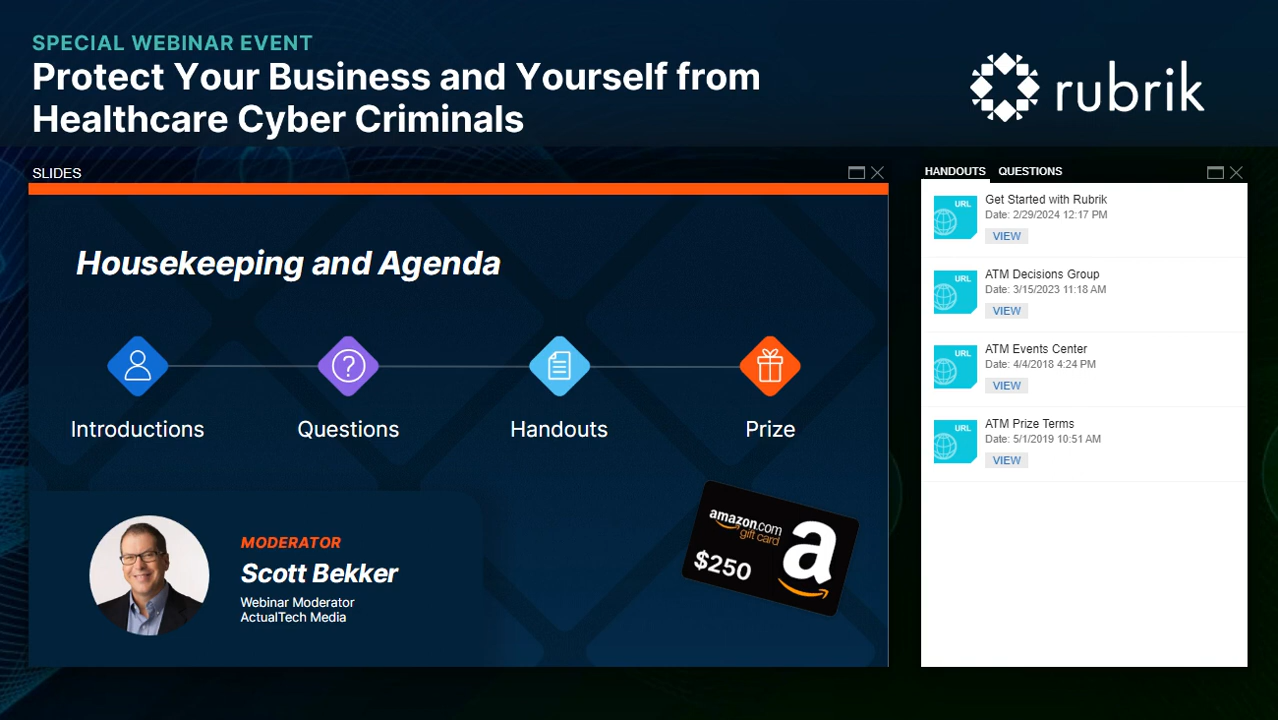 SPECIAL WEBINAR EVENT
Protect Your Business and Yourself from
Healthcare Cyber Criminals
rubrik
SLIDES
Housekeeping and Agenda
Introductions
Questions
Handouts
Prize
MODERATOR
Scott Bekker
Webinar Moderator
ActualTech Media
amazon.com
gift card
$250
a
HANDOUTS QUESTIONS
URL
Get Started with Rubrik
Date: 2/29/2024 12:17 PM
VIEW
URL
ATM Decisions Group
Date: 3/15/2023 11:18 AM
VIEW
URL
ATM Events Center
Date: 4/4/2018 4:24 PM
VIEW
URL
ATM Prize Terms
Date: 5/1/2019 10:51 AM
VIEW